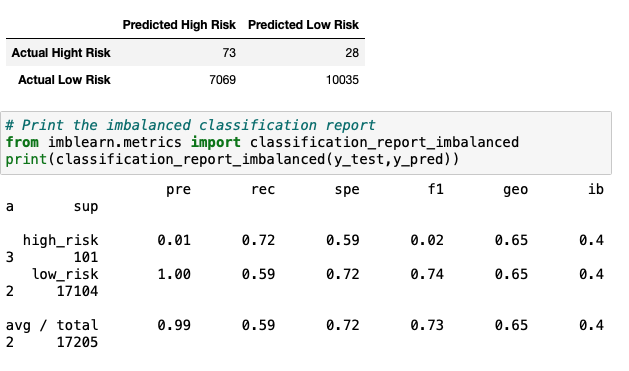 Predicted High Risk Predicted Low Risk
Actual Hight Risk 73 28
Actual Low Risk 7069 10035
# Print the imbalanced classification report
from imblearn.metrics import classification_report_imbalanced
print(classification_report_imbalanced(y_test,y_pred))
pre rec spe f1 geo ib
a sup
high_risk 0.01 0.72 0.59 0.02 0.65 0.4
3 101
low_risk 1.00 0.59 0.72 0.74 0.65 0.4
2 17104
avg / total 0.99 0.59 0.72 0.73 0.65 0.4
2 17205